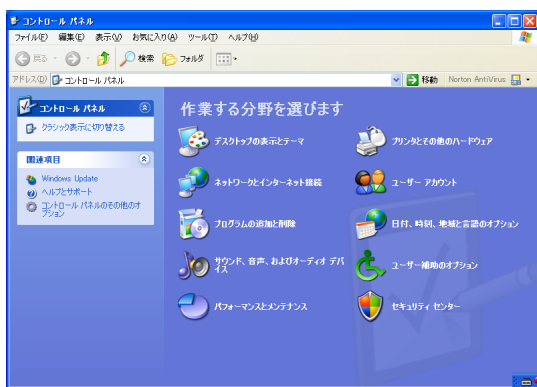 コントロール パネル
ファイル(F) 編集(E) 表示(V) お気に入り(A) ツール(T) ヘルプ(H)
戻る 検索 フォルダ
アドレス(D) コントロール パネル 移動 Norton AntiVirus
コントロール パネル
クラシック表示に切り替える
関連項目
Windows Update
ヘルプとサポート
コントロール パネルのその他のオ
プション
作業する分野を選びます
デスクトップの表示とテーマ
プリンタとその他のハードウェア
ネットワークとインターネット接続
ユーザー アカウント
プログラムの追加と削除
日付、時刻、地域と言語のオプション
サウンド、音声、およびオーディオ デバ
イス
ユーザー補助のオプション
パフォーマンスとメンテナンス
セキュリティ センター